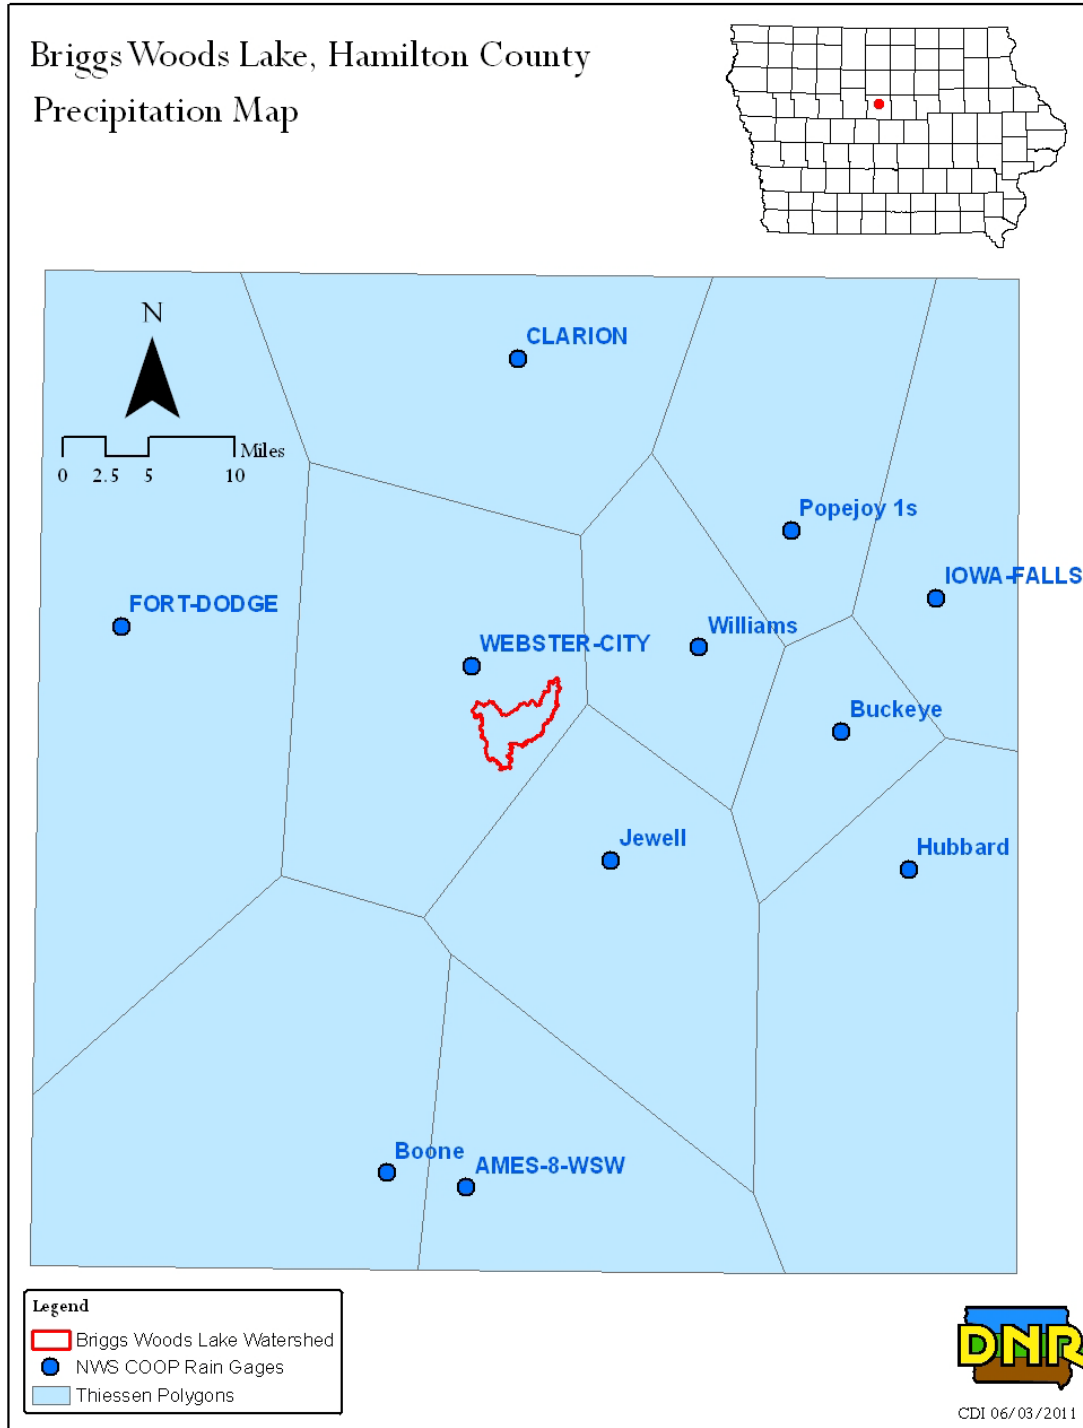 Briggs Woods Lake, Hamilton County
Precipitation Map
N
Miles
0 2.5 5 10
CLARION
Popejoy 1s
IOWA-FALLS
FORT-DODGE
WEBSTER-CITY
Williams
Buckeye
Jewell
Hubbard
Boone
AMES-8-WSW
Legend
Briggs Woods Lake Watershed
NWS COOP Rain Gages
Thiessen Polygons
DNR
CDI 06/03/2011